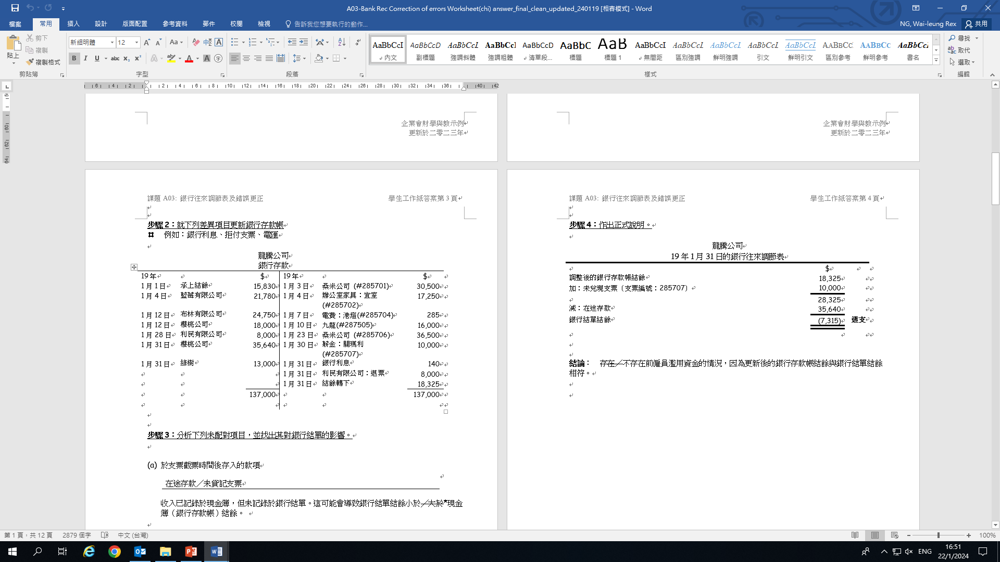 A03-Bank Rec Correction of errors Worksheet(chi) answer_final_clean_updated_240119 [相容模式] - Word
檔案 常用 插入 設計 版面配置 參考資料 郵件 校閱 檢視 告訴我您想要執行的動作... NG, Wai-leung Rex 共用
貼上 剪下 複製 複製格式 剪貼簿
新細明體 12 字型
段落
AaBbCcI 內文
AaBbCcD 副標題
AaBbCcL 強調斜體
AaBbCcI 強調粗體
AaBbCcD 清單段...
AaBbC 標題
AaB 標題 1
AaBbCcI 無間距
AaBbCcL 區別強調
AaBbCcL 鮮明強調
AaBbCcL 引文
AaBbCcL 鮮明引文
AABBCC 區別參考
AABBCC 鮮明參考
AaBbCcL 書名
樣式
尋找 取代 選取 編輯
企業會財學與教示例
更新於二零二三年
企業會財學與教示例
更新於二零二三年
課題 A03: 銀行往來調節表及錯誤更正 學生工作紙答案第 3 頁
步驟 2：就下列差異項目更新銀行存款帳
例如：銀行利息、拒付支票、電匯
龍騰公司
銀行存款
19 年 $ 19 年 $
1 月 1 日 承上結餘 15,830 1 月 3 日 桑米公司 (#285701) 30,500
1 月 4 日 藍莓有限公司 21,780 1 月 4 日 辦公室家具：宜室 17,250
(#285702)
1 月 12 日 布林有限公司 24,750 1 月 7 日 電費：港燈(#285704) 285
1 月 12 日 櫻桃公司 18,000 1 月 10 日 九龍(#287505) 16,000
1 月 28 日 利民有限公司 8,000 1 月 23 日 桑米公司 (#285706) 36,500
1 月 31 日 櫻桃公司 35,640 1 月 30 日 薪金：關瑪利 10,000
(#285707)
1 月 31 日 綠樹 13,000 1 月 31 日 銀行利息 140
1 月 31 日 利民有限公司：退票 8,000
1 月 31 日 結餘轉下 18,325
137,000 137,000
步驟 3：分析下列未配對項目，並找出其對銀行結單的影響。
(a) 於支票截票時間後存入的款項
在途存款／未貸記支票
收入已記錄於現金簿，但未記錄於銀行結單。這可能會導致銀行結單結餘小於／大於*現金
簿（銀行存款帳）結餘。
課題 A03: 銀行往來調節表及錯誤更正 學生工作紙答案第 4 頁
步驟 4：作出正式說明。
龍騰公司
19 年 1 月 31 日的銀行往來調節表
$
調整後的銀行存款帳結餘 18,325
加：未兌現支票〔支票編號：285707〕 10,000
28,325
減：在途存款 35,640
銀行結單結餘 (7,315) 透支
結論： 存在／不存在前僱員濫用資金的情況，因為更新後的銀行存款帳結餘與銀行結單結餘
相符。
第 1 頁，共 12 頁 2879 個字 中文 (台灣) 100%
ENG 16:51
22/1/2024